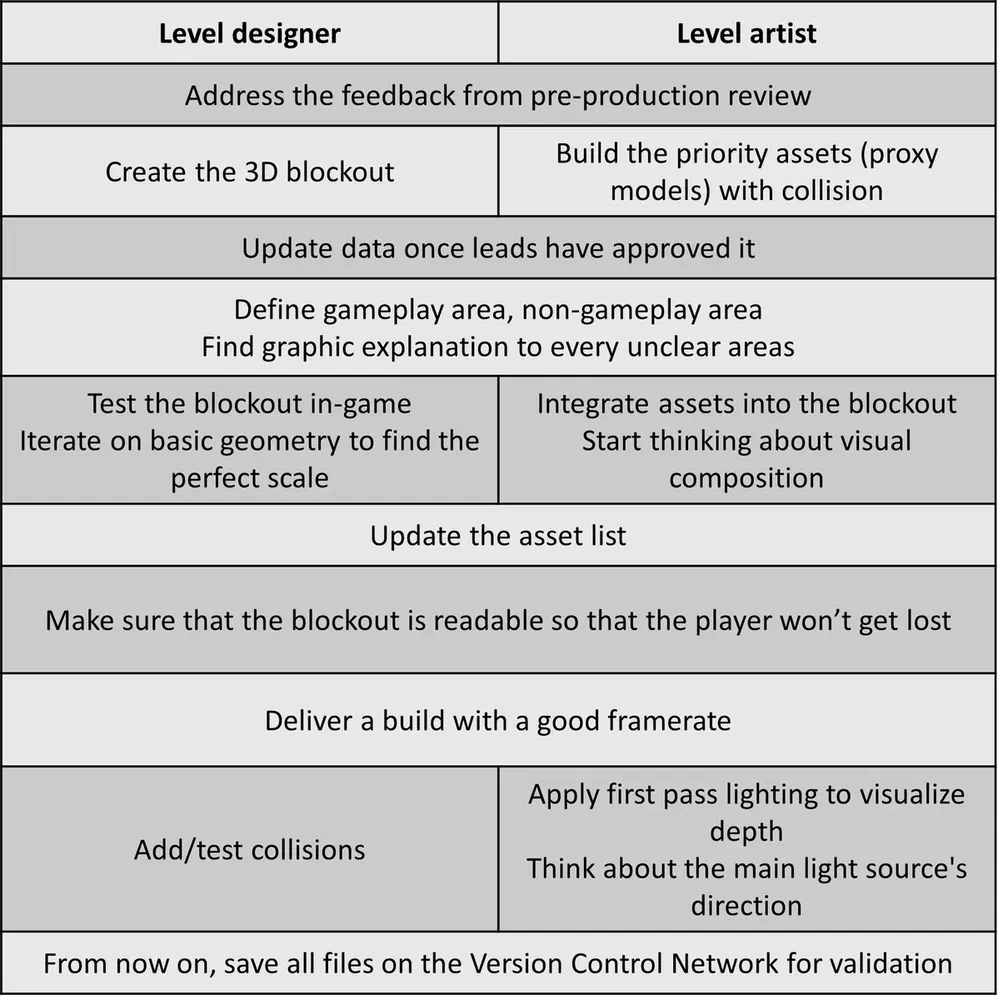 Level designer
Level artist
Address the feedback from pre-production review
Create the 3D blockout
Build the priority assets (proxy
models) with collision
Update data once leads have approved it
Define gameplay area, non-gameplay area
Find graphic explanation to every unclear areas
Test the blockout in-game
Iterate on basic geometry to find the
perfect scale
Integrate assets into the blockout
Start thinking about visual
composition
Update the asset list
Make sure that the blockout is readable so that the player won’t get lost
Deliver a build with a good framerate
Add/test collisions
Apply first pass lighting to visualize
depth
Think about the main light source's
direction
From now on, save all files on the Version Control Network for validation